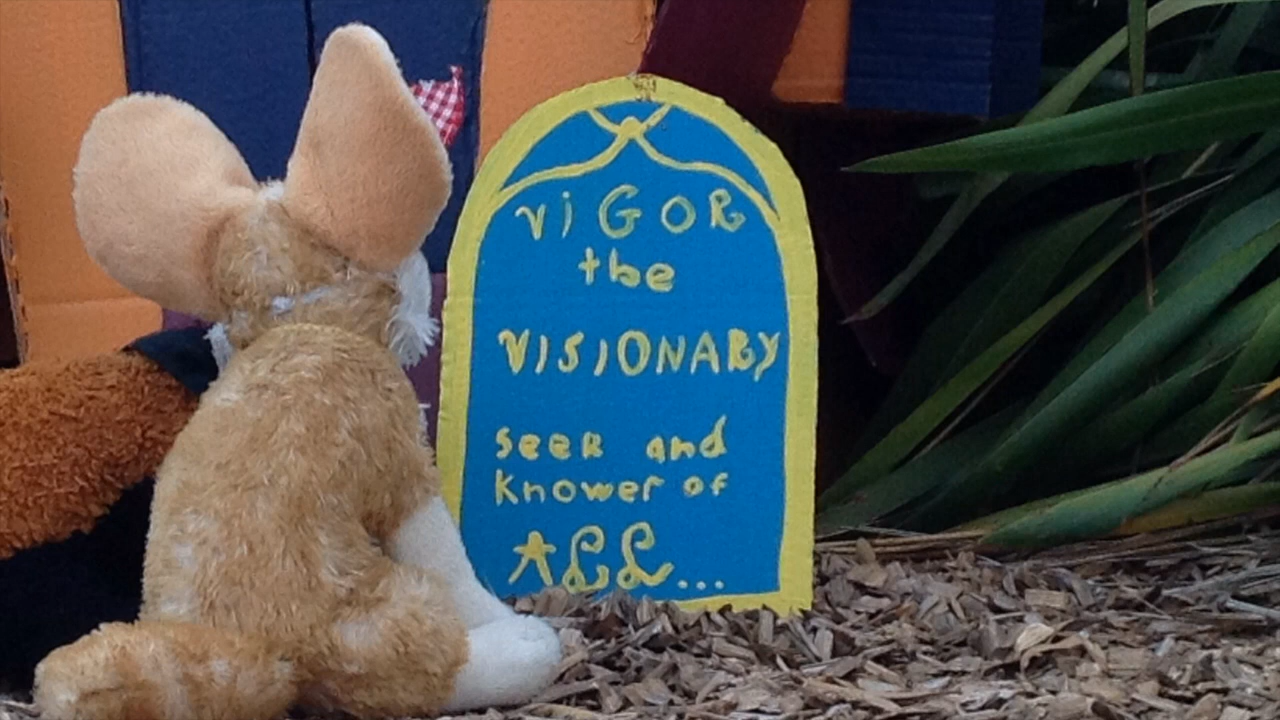 ViGOR
the
VISIONARY
seer and
Knower of
ALL...